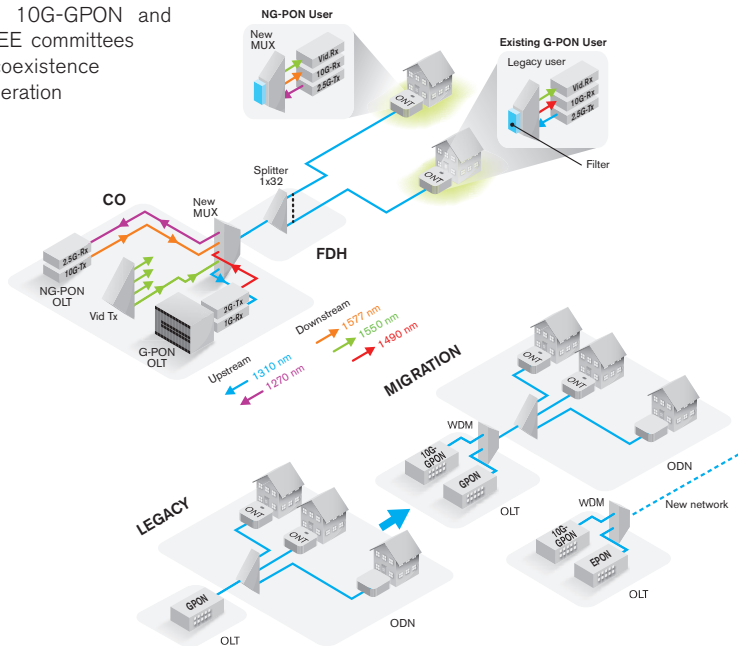 10G-GPON and
EE committees
coexistence
eration
NG-PON User
New
MUX
Vid.Rx
10G-Rx
2.5G-Tx
ONT
Existing G-PON User
Legacy user
Vid.Rx
10G-Rx
2.5G-Tx
Filter
ONT
Splitter
1x32
CO
New
MUX
FDH
2.5G-Rx
10G-Tx
NG-PON
OLT
Vid Tx
2G-Tx
1G-Rx
G-PON
OLT
Upstream
1310 nm
1270 nm
Downstream
1577 nm
1550 nm
1490 nm
MIGRATION
ONT
ONT
WDM
10G-
GPON
GPON
OLT
ODN
WDM
New network
10G-
GPON
EPON
OLT
LEGACY
ONT
ONT
GPON
OLT
ODN